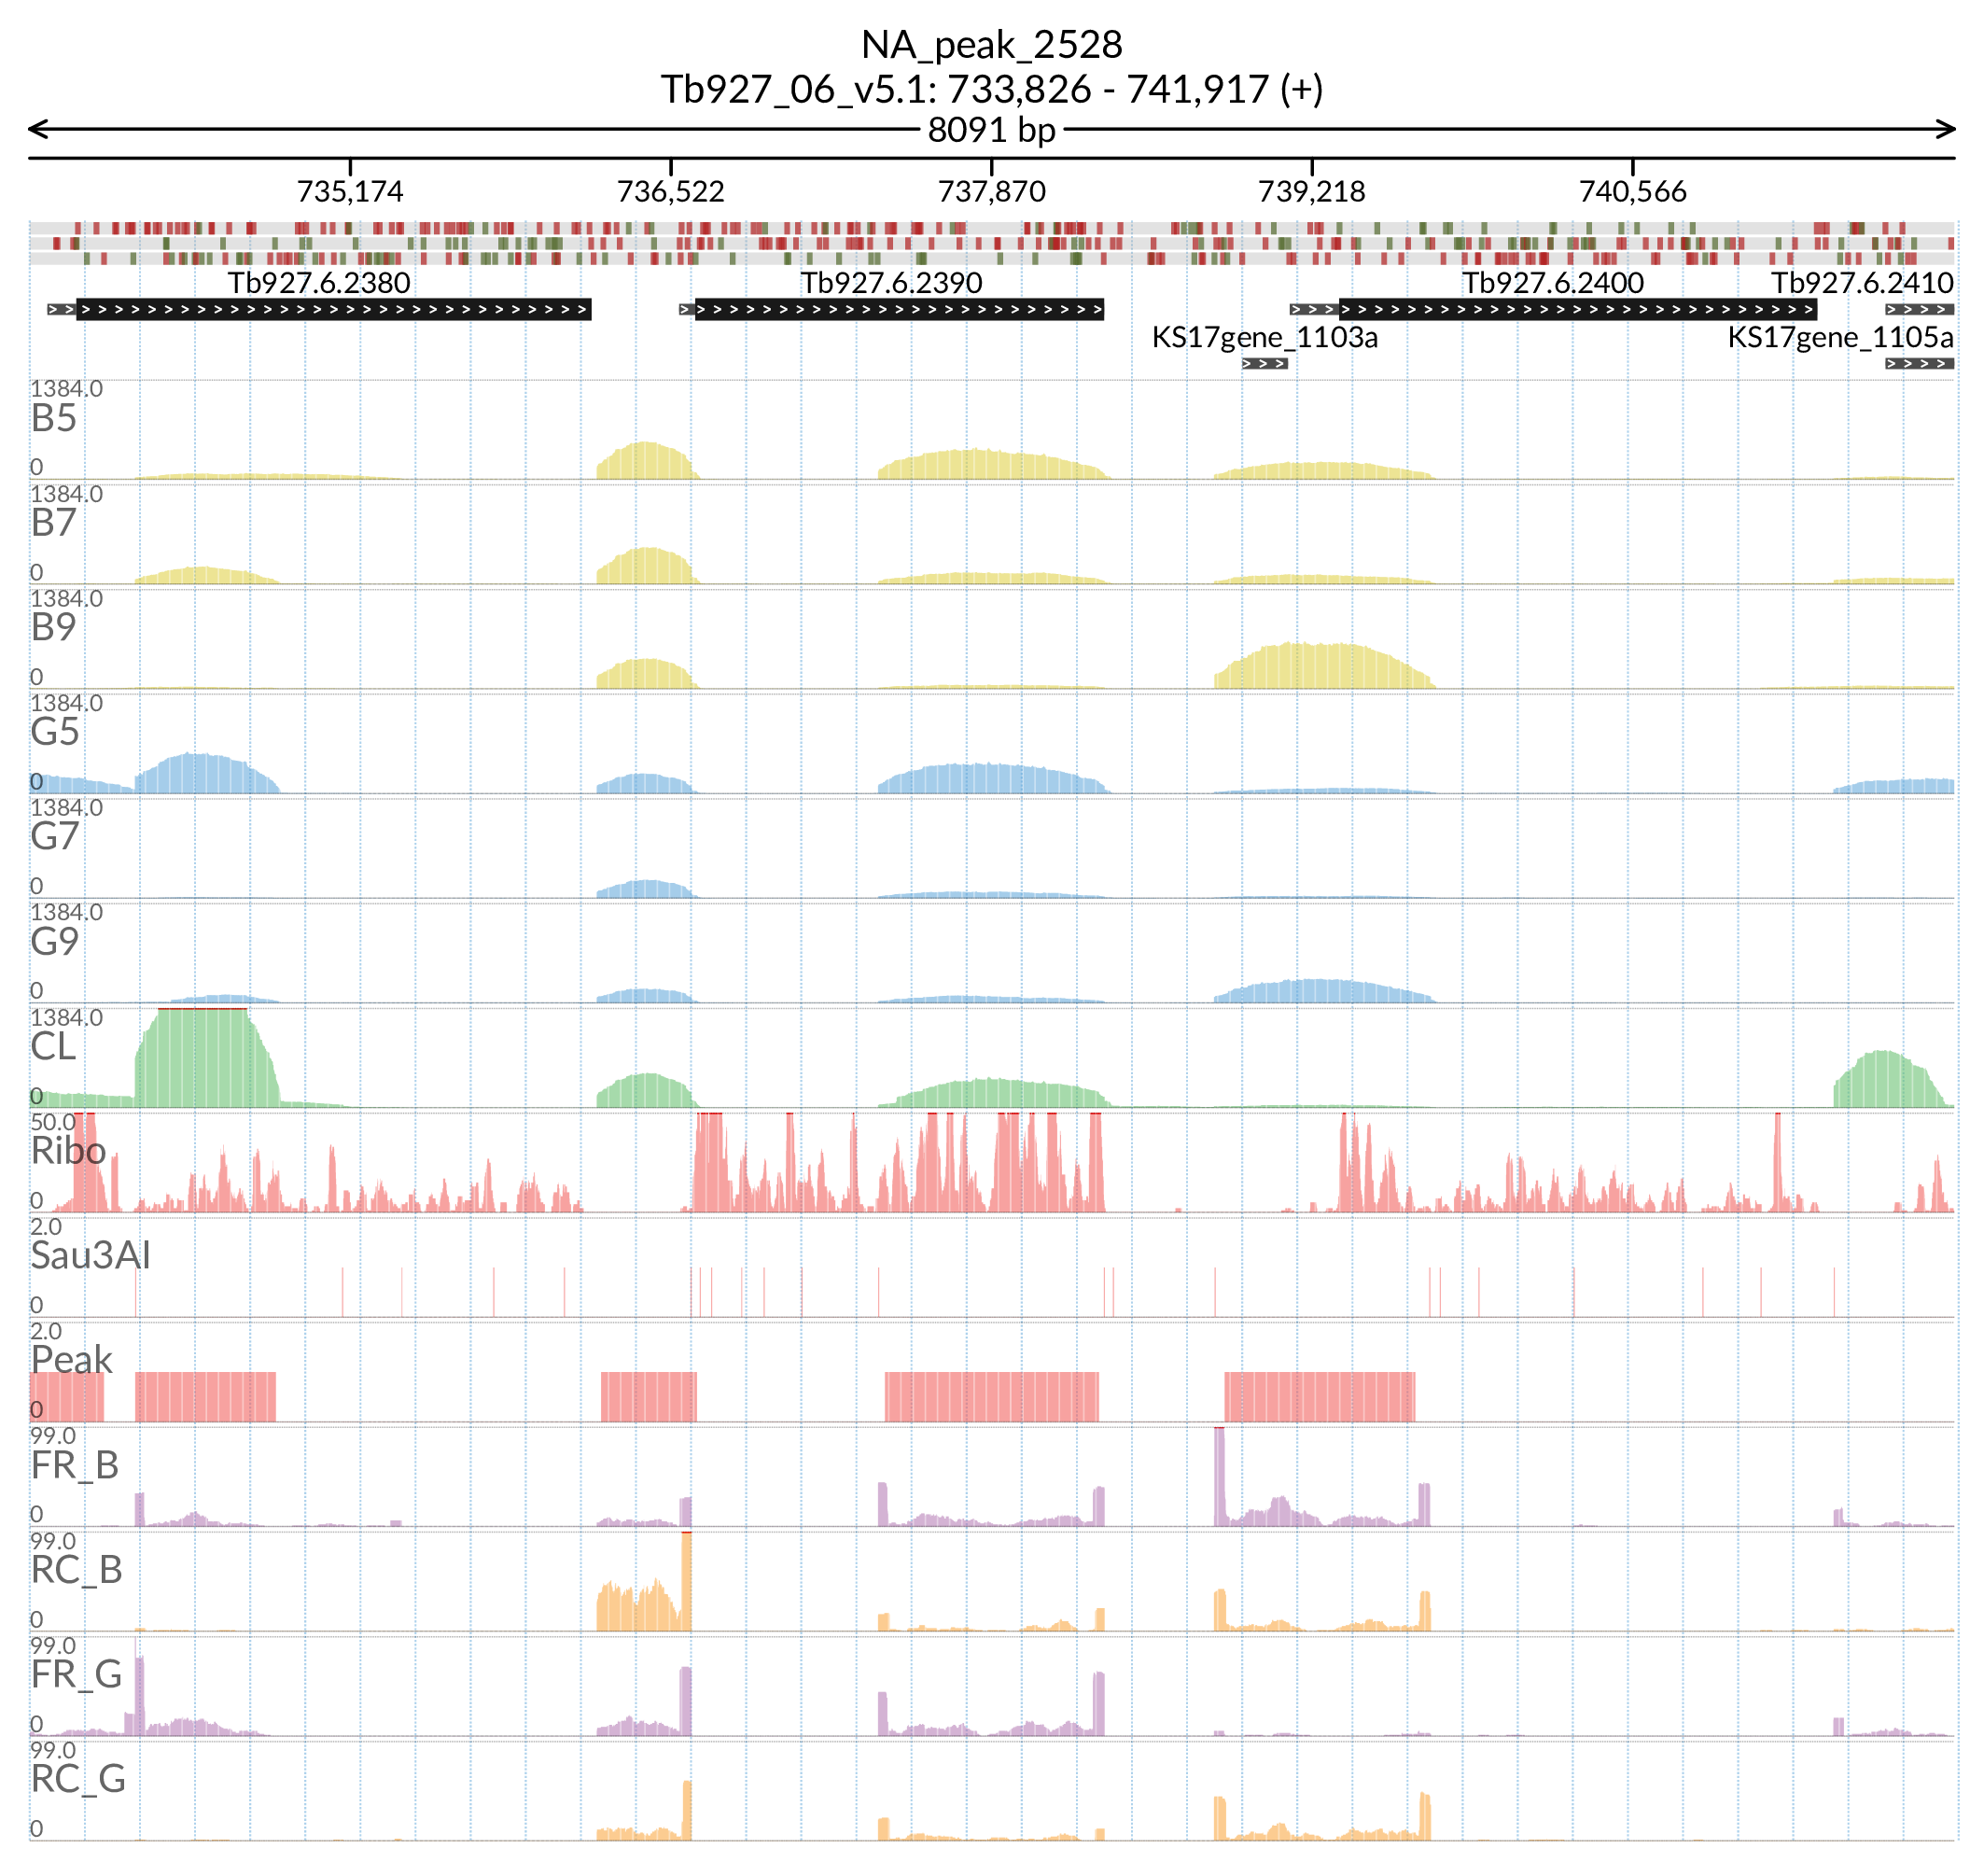 NA_peak_2528
Tb927_06_v5.1: 733,826 - 741,917 (+)
8091 bp
735,174 736,522 737,870 739,218 740,566
Tb927.6.2380 Tb927.6.2390 Tb927.6.2400 Tb927.6.2410
KS17gene_1103a KS17gene_1105a
1384.0
B5
0
1384.0
B7
0
1384.0
B9
0
1384.0
G5
0
1384.0
G7
0
1384.0
G9
0
1384.0
CL
0
50.0
Ribo
0
2.0
Sau3AI
0
2.0
Peak
0
99.0
FR_B
0
99.0
RC_B
0
99.0
FR_G
0
99.0
RC_G
0